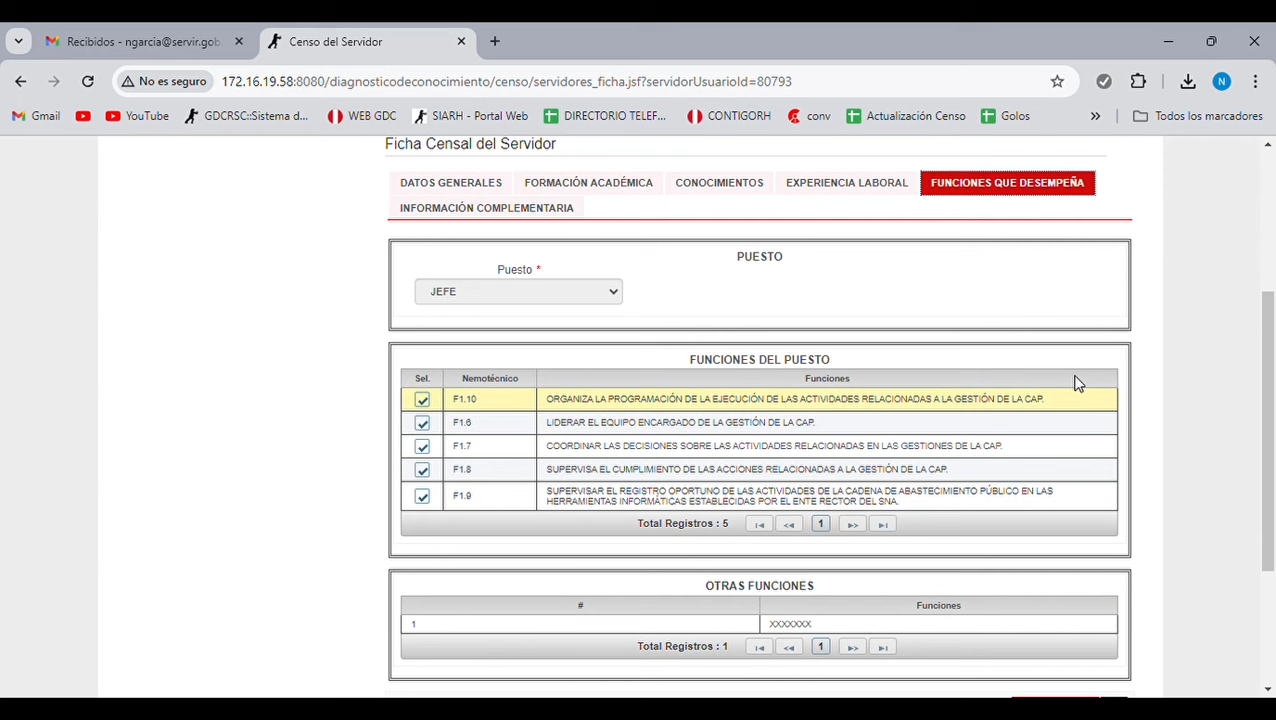 Recibidos - ngarcia@servir.gob
Censo del Servidor
No es seguro
172.16.19.58:8080/diagnosticodeconocimiento/censo/servidores_ficha.jsf?servidorUsuarioId=80793
N
Gmail
YouTube
GDCRSC::Sistema d...
WEB GDC
SIARH - Portal Web
DIRECTORIO TELEF...
CONTIGORH
conv
Actualización Censo
Golos
»
Todos los marcadores
Ficha Censal del Servidor
DATOS GENERALES FORMACIÓN ACADÉMICA CONOCIMIENTOS EXPERIENCIA LABORAL FUNCIONES QUE DESEMPEÑA
INFORMACIÓN COMPLEMENTARIA
PUESTO
Puesto *
JEFE
FUNCIONES DEL PUESTO
Sel. Nemotécnico Funciones
F1.10 ORGANIZA LA PROGRAMACIÓN DE LA EJECUCIÓN DE LAS ACTIVIDADES RELACIONADAS A LA GESTIÓN DE LA CAP.
F1.6 LIDERAR EL EQUIPO ENCARGADO DE LA GESTIÓN DE LA CAP.
F1.7 COORDINAR LAS DECISIONES SOBRE LAS ACTIVIDADES RELACIONADAS EN LAS GESTIONES DE LA CAP.
F1.8 SUPERVISA EL CUMPLIMIENTO DE LAS ACCIONES RELACIONADAS A LA GESTIÓN DE LA CAP.
F1.9 SUPERVISAR EL REGISTRO OPORTUNO DE LAS ACTIVIDADES DE LA CADENA DE ABASTECIMIENTO PÚBLICO EN LAS
HERRAMIENTAS INFORMÁTICAS ESTABLECIDAS POR EL ENTE RECTOR DEL SNA.
Total Registros : 5 1
OTRAS FUNCIONES
# Funciones
1 XXXXXXX
Total Registros : 1 1